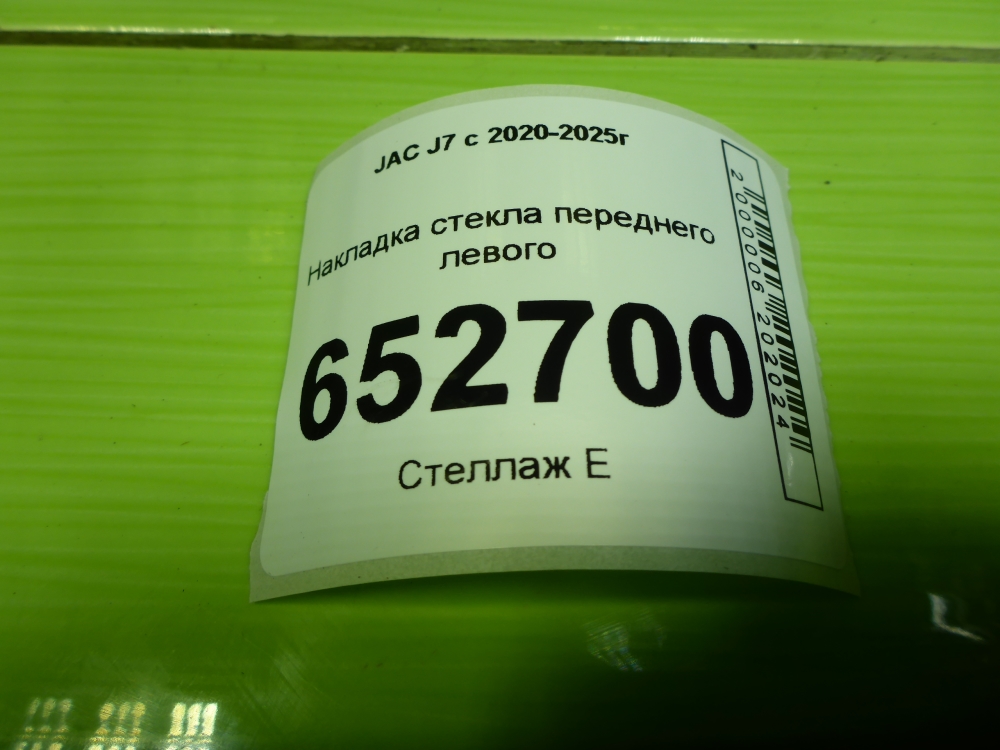 JAC J7 с 2020-2025г
Накладка стекла переднего
левого
652700
Стеллаж Е
2000006202024